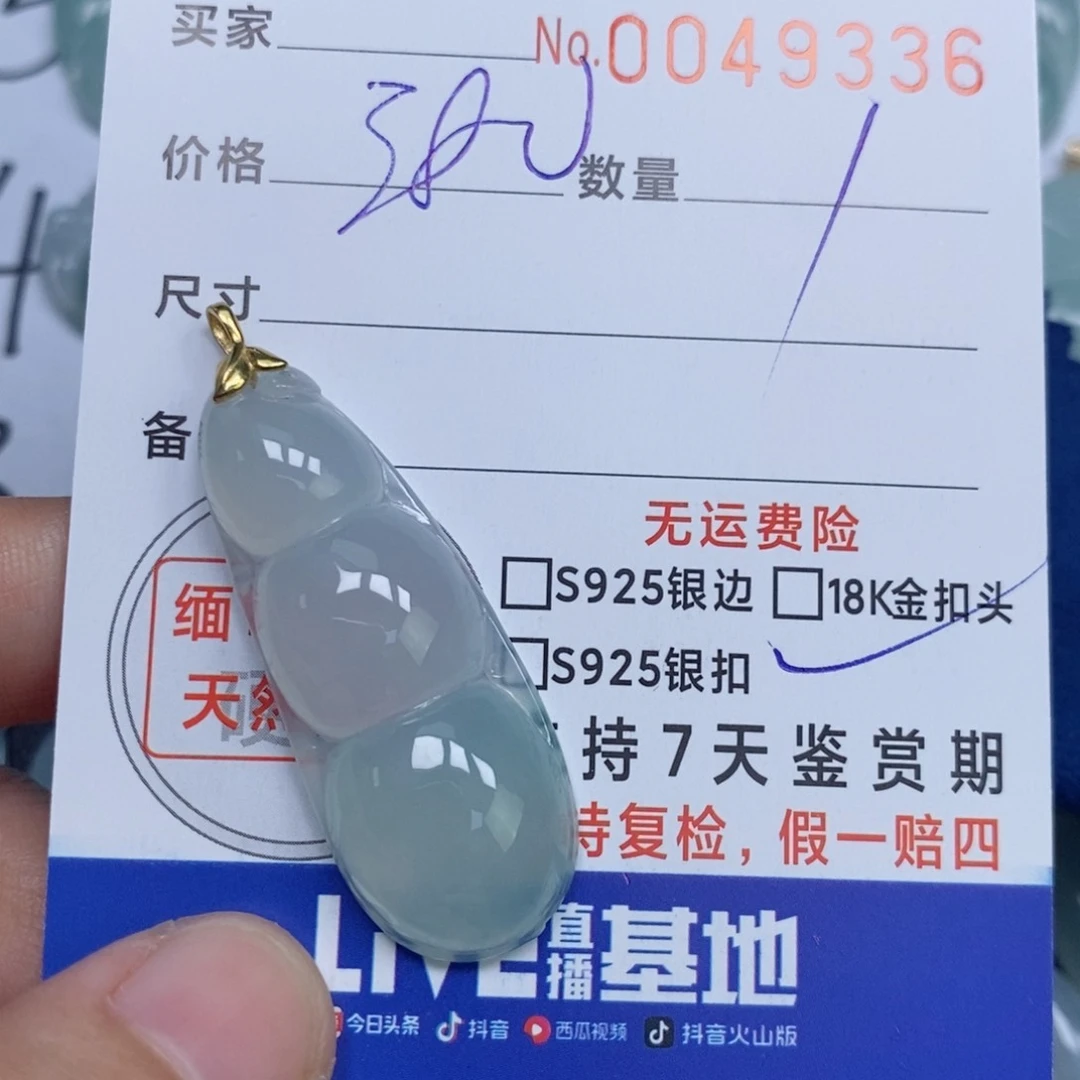 买家 No.0049336
价格 数量 1
尺寸
备
无运费险
缅
天然
□S925银边 □18K金扣头
S925银扣
持7天鉴赏期
持复检，假一赔四
LIVE直播基地
今日头条 抖音 西瓜视频 抖音火山版